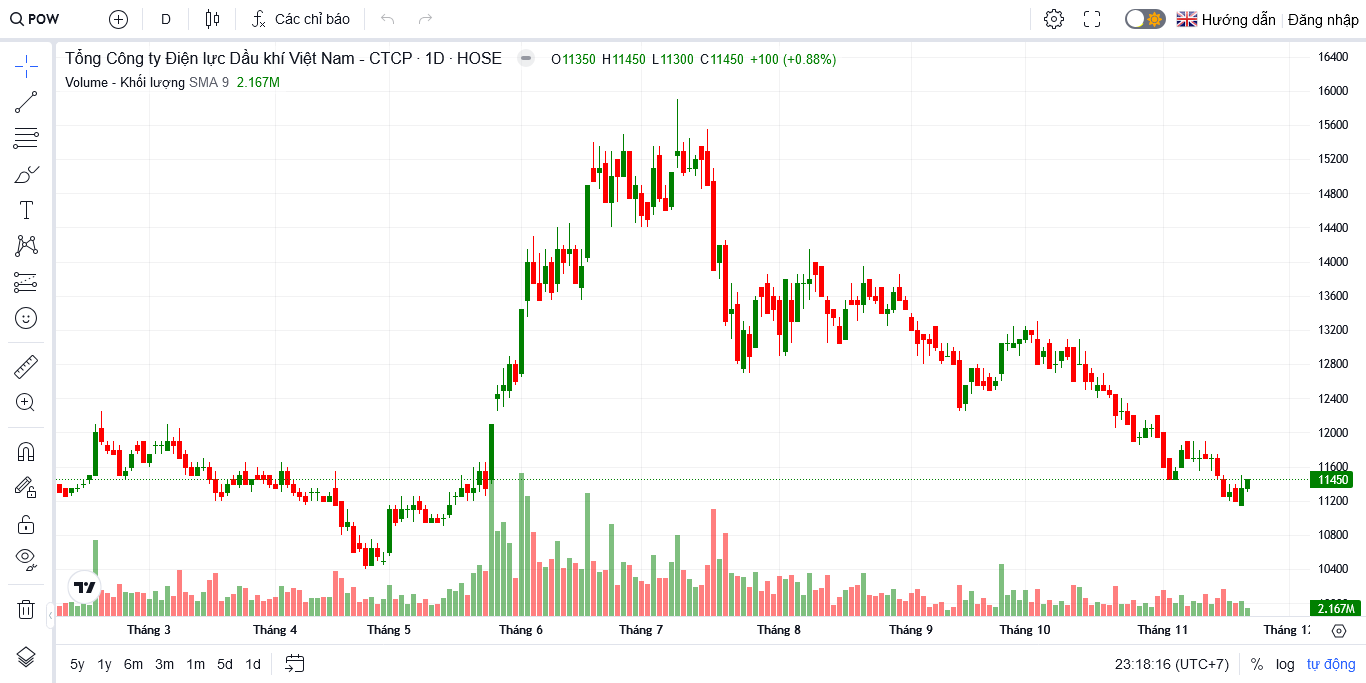 POW D Các chỉ báo Hướng dẫn Đăng nhập
Tổng Công ty Điện lực Dầu khí Việt Nam - CTCP · 1D · HOSE O11350 H11450 L11300 C11450 +100 (+0.88%)
Volume - Khối lượng SMA 9 2.167M
16400
16000
15600
15200
14800
14400
14000
13600
13200
12800
12400
12000
11600
11450
11200
10800
10400
2.167M
Tháng 3 Tháng 4 Tháng 5 Tháng 6 Tháng 7 Tháng 8 Tháng 9 Tháng 10 Tháng 11 Tháng
5y 1y 6m 3m 1m 5d 1d 23:18:16 (UTC+7) % log tự động